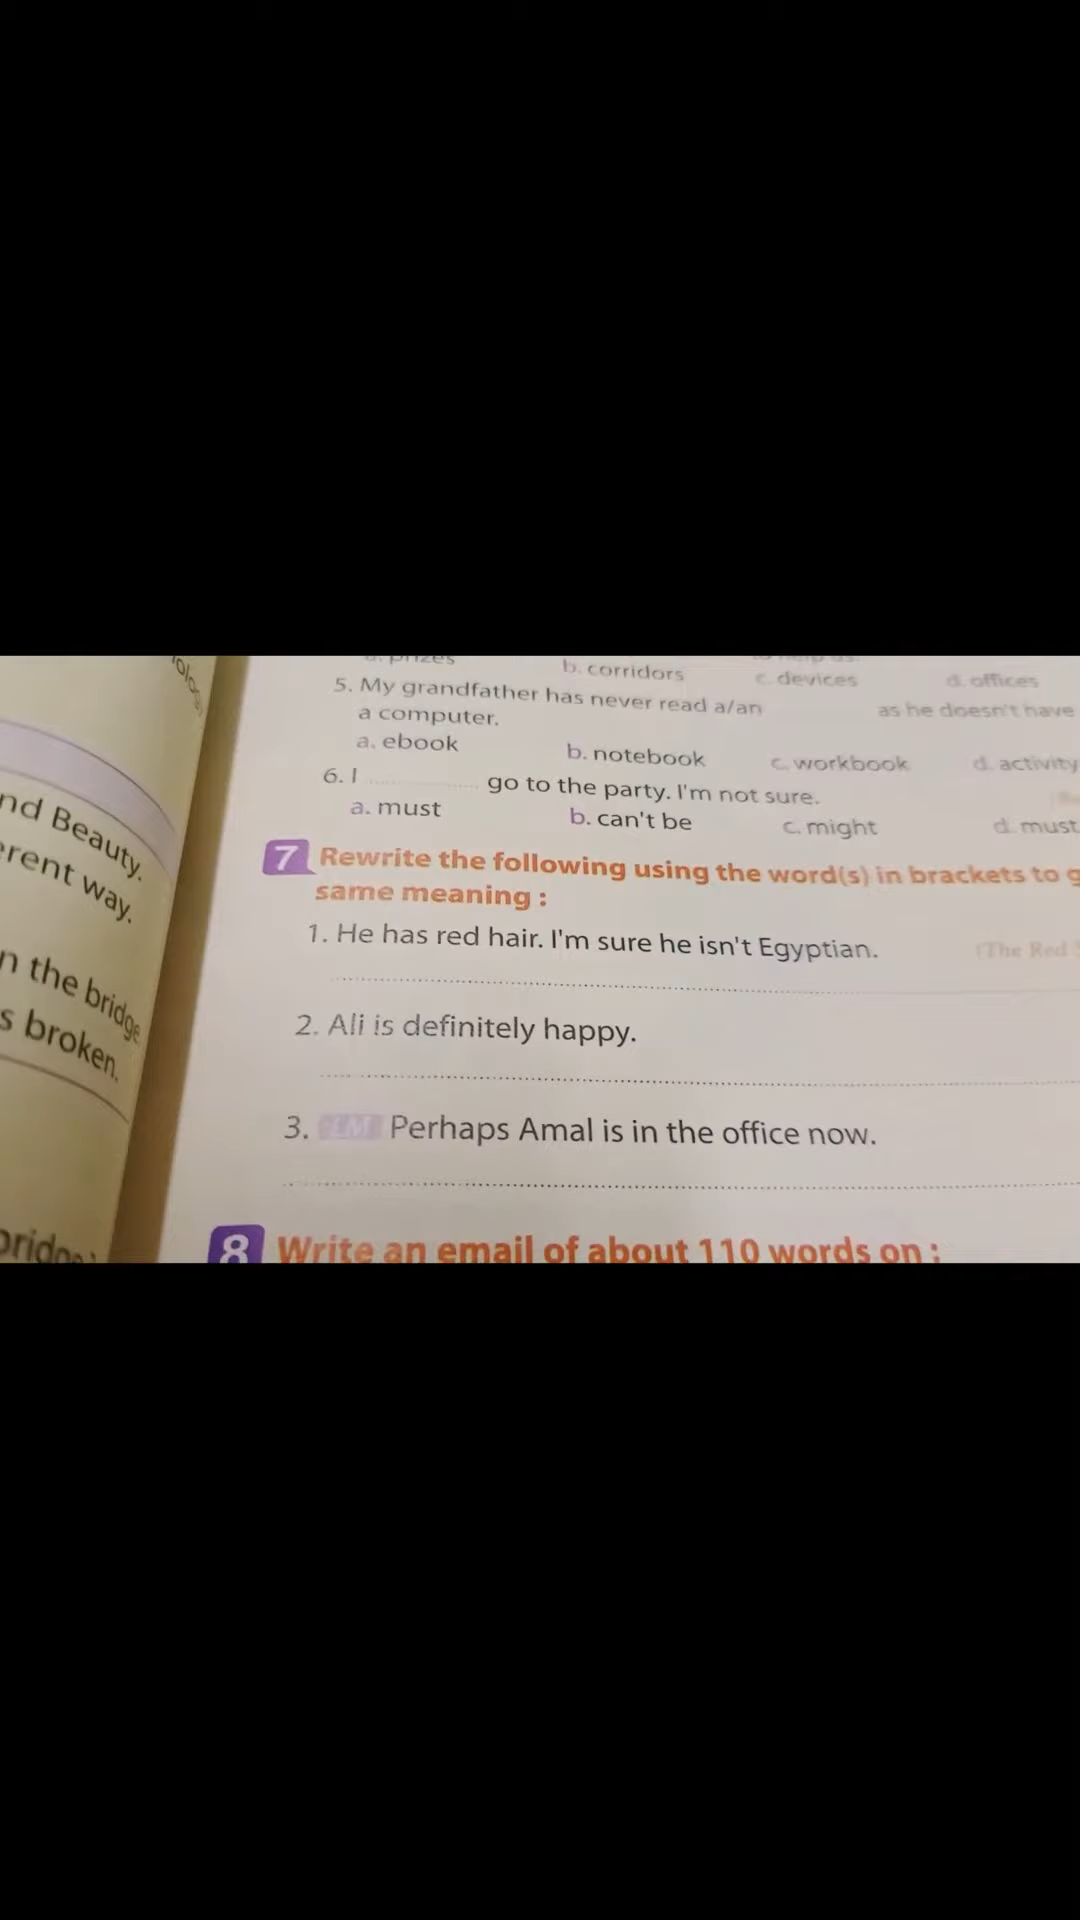 nd Beauty.
erent way.
n the bridge
s broken.
a. prizes
b. corridors
c. devices
d. offices
5. My grandfather has never read a/an as he doesn't have
a computer.
a. ebook
b. notebook
c. workbook
d. activity
6. I .................. go to the party. I'm not sure.
a. must
b. can't be
c. might
d. must
7 Rewrite the following using the word(s) in brackets to g
same meaning :
1. He has red hair. I'm sure he isn't Egyptian.
(The Red
2. Ali is definitely happy.
3. Perhaps Amal is in the office now.
8 Write an email of about 110 words on :